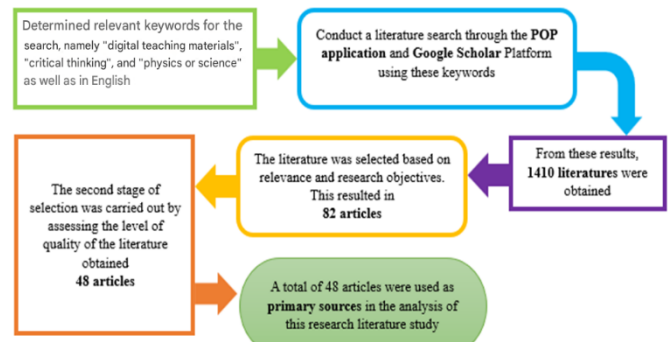 Determined relevant keywords for the
search, namely "digital teaching materials",
"critical thinking", and "physics or science"
as well as in English
Conduct a literature search through the POP
application and Google Scholar Platform
using these keywords
From these results,
1410 literatures were
obtained
The literature was selected based on
relevance and research objectives.
This resulted in
82 articles
The second stage of
selection was carried out by
assessing the level of
quality of the literature
obtained
48 articles
A total of 48 articles were used as
primary sources in the analysis of
this research literature study